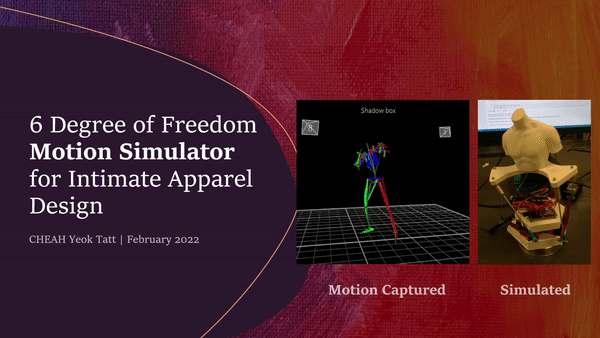 6 Degree of Freedom
Motion Simulator
for Intimate Apparel
Design
CHEAH Yeok Tatt | February 2022
Shadow box
Motion Captured
Simulated